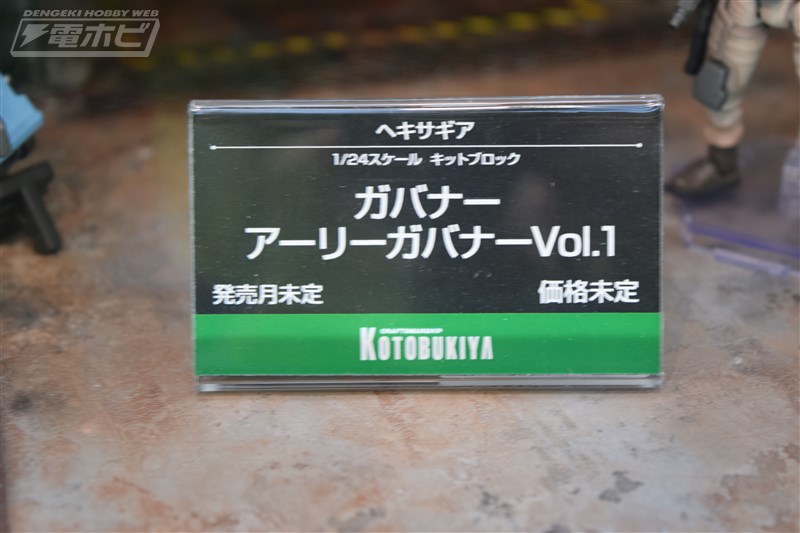 DENGEKI HOBBY WEB
電ホビ
ヘキサギア
1/24スケール キットブロック
ガバナー
アーリーガバナーVol.1
発売月未定 価格未定
CRAFTSMANSHIP
KOTOBUKIYA